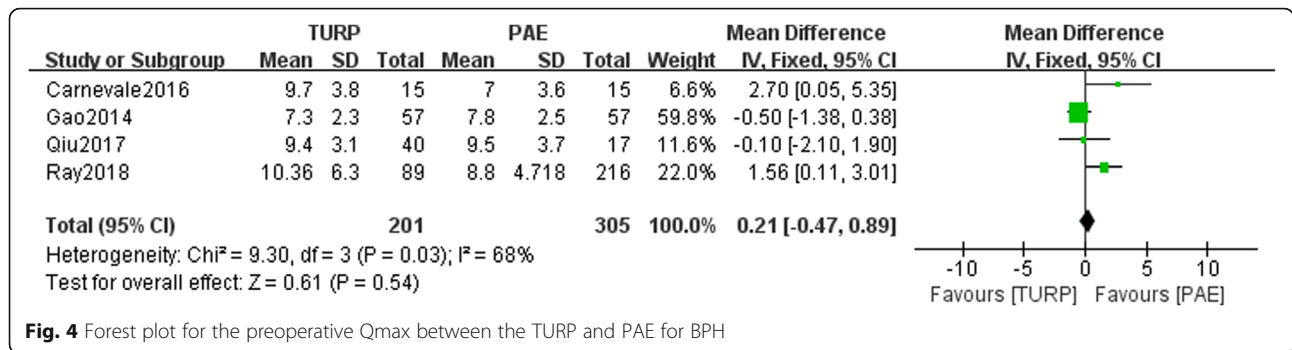 TURP PAE Mean Difference Mean Difference
Study or Subgroup Mean SD Total Mean SD Total Weight IV, Fixed, 95% CI IV, Fixed, 95% CI
Carnevale2016 9.7 3.8 15 7 3.6 15 6.6% 2.70 [0.05, 5.35]
Gao2014 7.3 2.3 57 7.8 2.5 57 59.8% -0.50 [-1.38, 0.38]
Qiu2017 9.4 3.1 40 9.5 3.7 17 11.6% -0.10 [-2.10, 1.90]
Ray2018 10.36 6.3 89 8.8 4.718 216 22.0% 1.56 [0.11, 3.01]
Total (95% CI) 201 305 100.0% 0.21 [-0.47, 0.89]
Heterogeneity: Chi² = 9.30, df = 3 (P = 0.03); I² = 68%
Test for overall effect: Z = 0.61 (P = 0.54)
-10 -5 0 5 10
Favours [TURP] Favours [PAE]
Fig. 4 Forest plot for the preoperative Qmax between the TURP and PAE for BPH